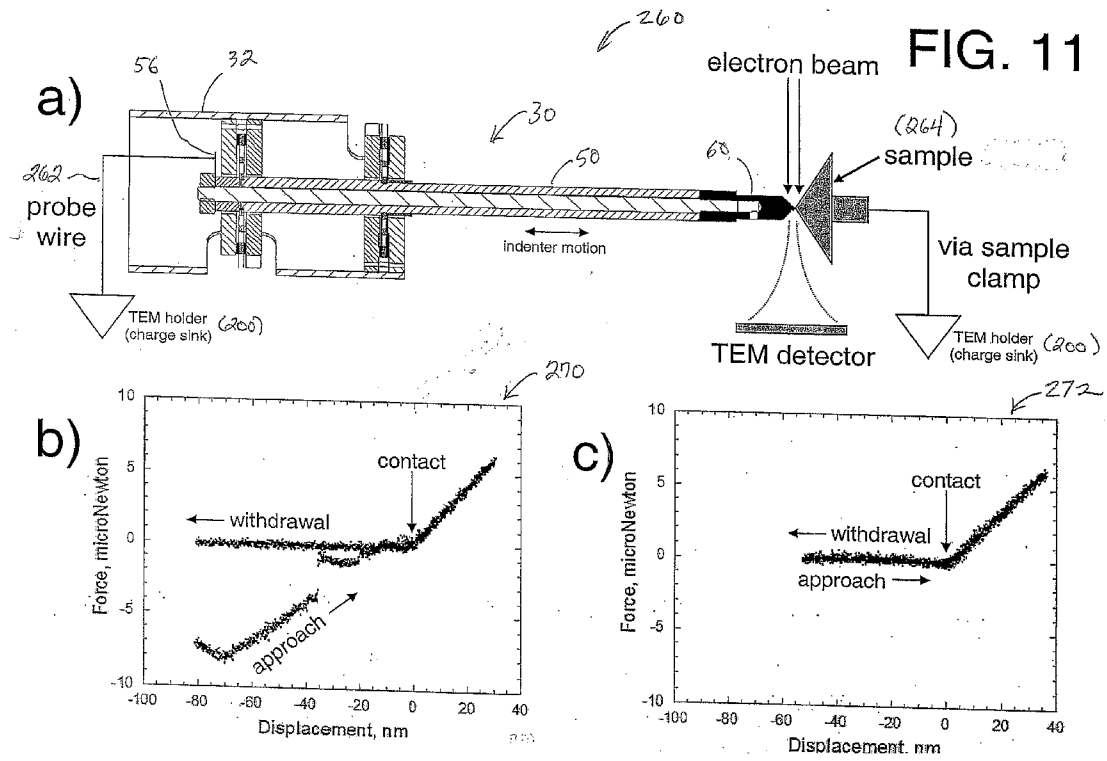 FIG. 11
260
a)
56
32
30
50
60
electron beam
(264)
sample
262
probe
wire
indenter motion
via sample
clamp
TEM holder (200)
(charge sink)
TEM detector
TEM holder (200)
(charge sink)
270
b)
10
5
0
-5
-10
Force, microNewton
contact
withdrawal
approach
-100 -80 -60 -40 -20 0 20 40
Displacement, nm
272
c)
10
5
0
-5
-10
Force, microNewton
contact
withdrawal
approach
-100 -80 -60 -40 -20 0 20 40
Displacement, nm